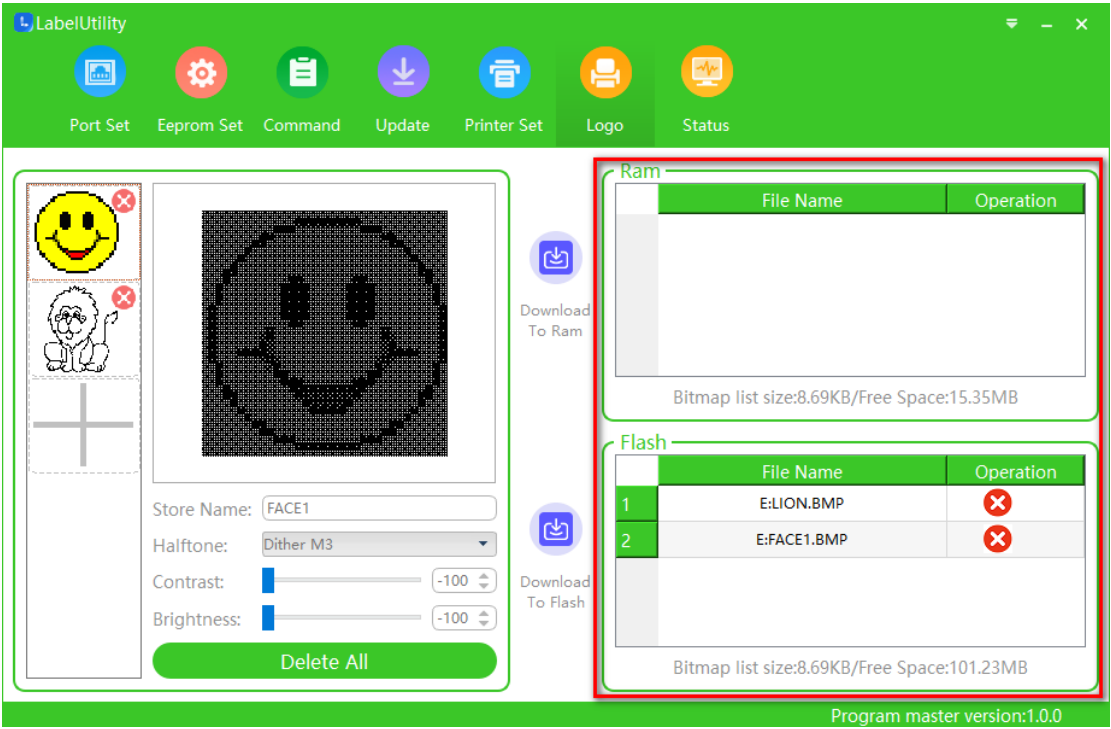 LabelUtility
Port Set
Eeprom Set
Command
Update
Printer Set
Logo
Status
Store Name: FACE1
Halftone: Dither M3
Contrast: -100
Brightness: -100
Delete All
Download
To Ram
Download
To Flash
Ram
File Name Operation
Bitmap list size:8.69KB/Free Space:15.35MB
Flash
File Name Operation
1 E:LION.BMP
2 E:FACE1.BMP
Bitmap list size:8.69KB/Free Space:101.23MB
Program master version:1.0.0